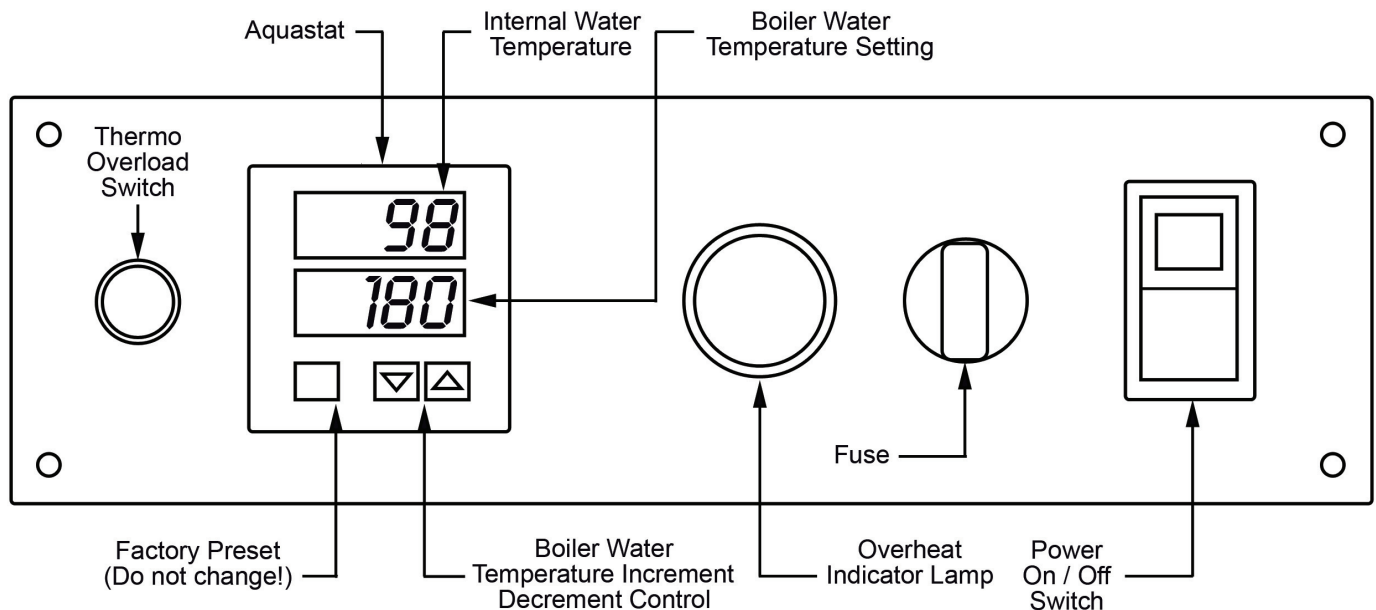 Aquastat
Internal Water
Temperature
Boiler Water
Temperature Setting
Thermo
Overload
Switch
98
180
Fuse
Factory Preset
(Do not change!)
Boiler Water
Temperature Increment
Decrement Control
Overheat
Indicator Lamp
Power
On / Off
Switch